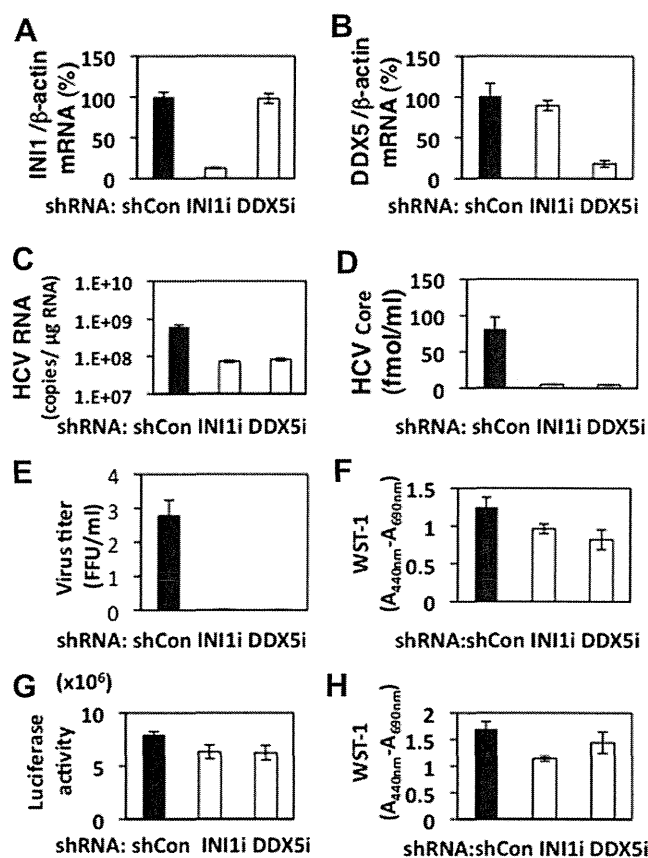 A
INI1 /β-actin
mRNA (%)
150
100
50
0
shRNA: shCon INI1i DDX5i
B
DDX5 /β-actin
mRNA (%)
150
100
50
0
shRNA: shCon INI1i DDX5i
C
HCV RNA
(copies/ μg RNA)
1.E+10
1.E+09
1.E+08
1.E+07
shRNA: shCon INI1i DDX5i
D
HCV Core
(fmol/ml)
150
100
50
0
shRNA: shCon INI1i DDX5i
E
Virus titer
(FFU/ml)
4
3
2
1
0
shRNA: shCon INI1i DDX5i
F
WST-1
(A440nm-A690nm)
1.5
1
0.5
0
shRNA:shCon INI1i DDX5i
G
(x10⁶)
Luciferase
activity
10
5
0
shRNA: shCon INI1i DDX5i
H
WST-1
(A440nm-A690nm)
2
1.5
1
0.5
0
shRNA:shCon INI1i DDX5i